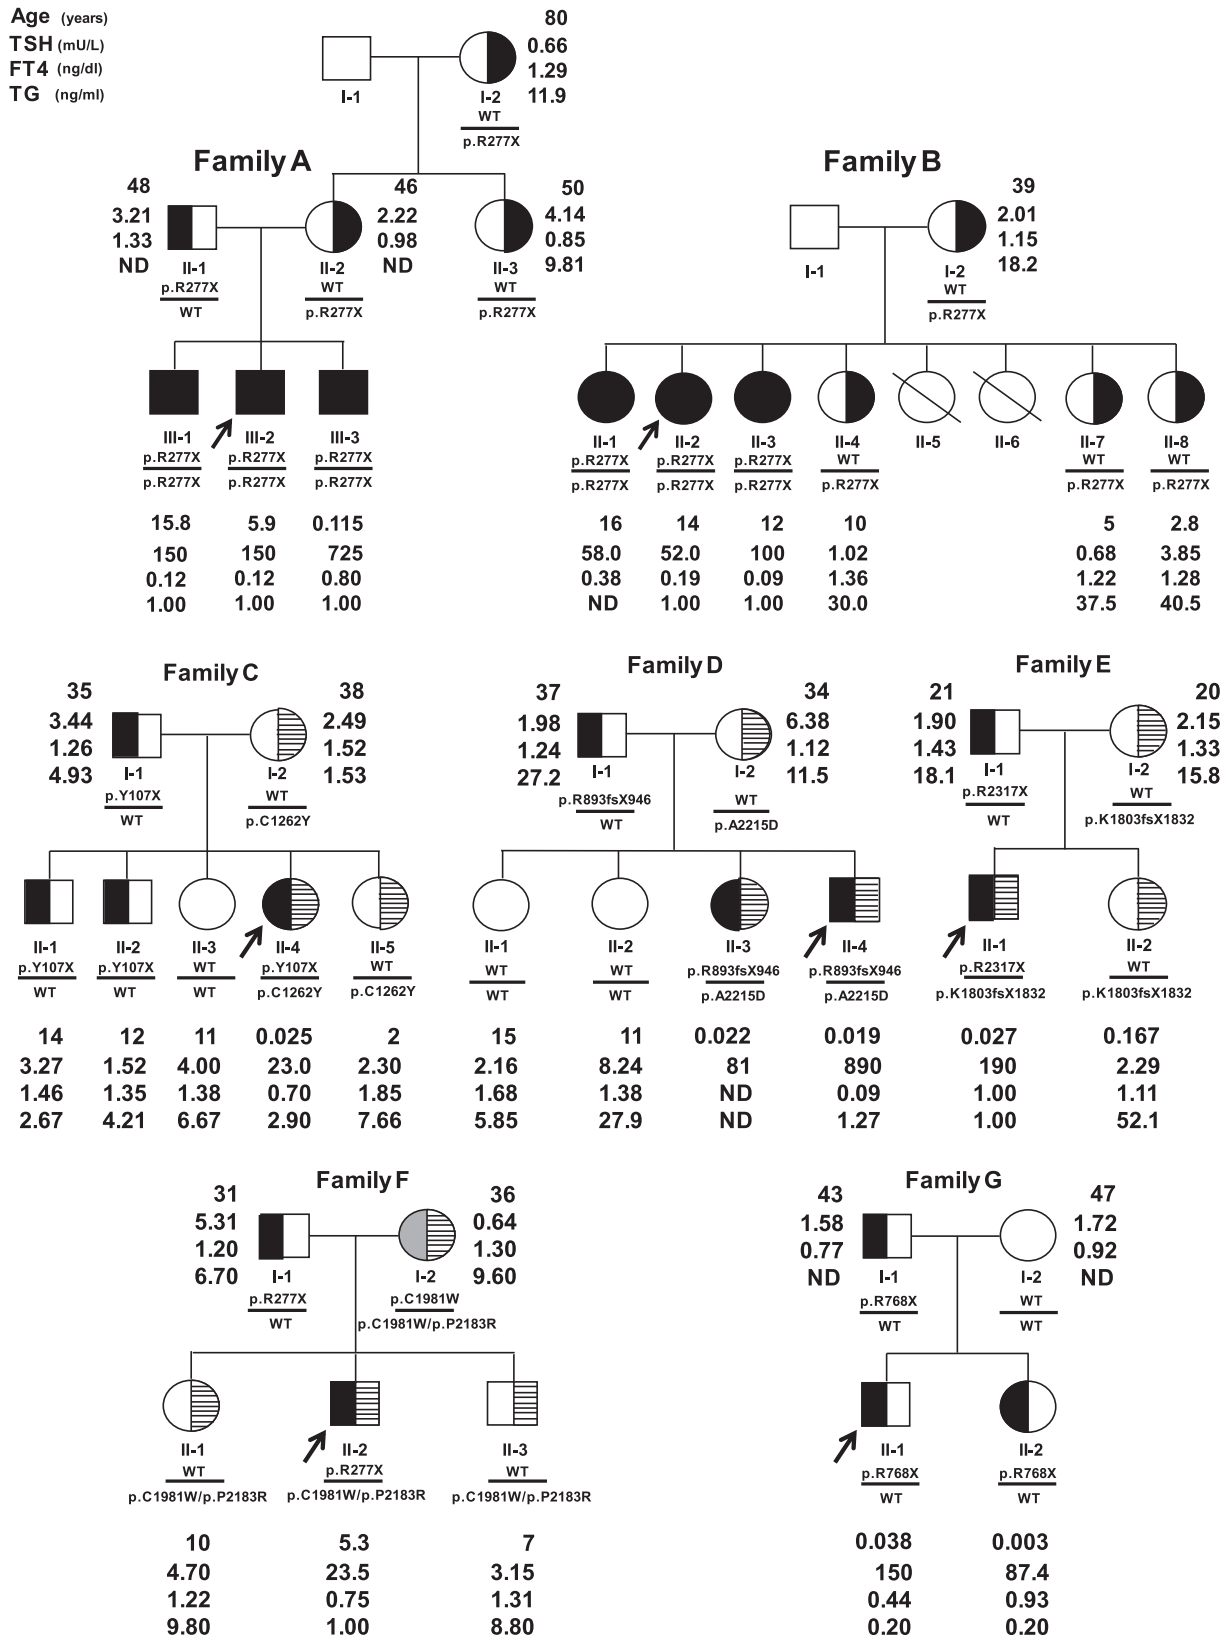 Age (years)
TSH (mU/L)
FT4 (ng/dl)
TG (ng/ml)
80
0.66
1.29
11.9
I-1
I-2
WT
p.R277X
Family A
48
3.21
1.33
ND
II-1
p.R277X
WT
46
2.22
0.98
ND
II-2
WT
p.R277X
50
4.14
0.85
9.81
II-3
WT
p.R277X
III-1
p.R277X
p.R277X
15.8
150
0.12
1.00
III-2
p.R277X
p.R277X
5.9
150
0.12
1.00
III-3
p.R277X
p.R277X
0.115
725
0.80
1.00
Family B
I-1
39
2.01
1.15
18.2
I-2
WT
p.R277X
II-1
p.R277X
p.R277X
16
58.0
0.38
ND
II-2
p.R277X
p.R277X
14
52.0
0.19
1.00
II-3
p.R277X
p.R277X
12
100
0.09
1.00
II-4
WT
p.R277X
10
1.02
1.36
30.0
II-5
II-6
II-7
WT
p.R277X
5
0.68
1.22
37.5
II-8
WT
p.R277X
2.8
3.85
1.28
40.5
Family C
35
3.44
1.26
4.93
I-1
p.Y107X
WT
38
2.49
1.52
1.53
I-2
WT
p.C1262Y
II-1
p.Y107X
WT
14
3.27
1.46
2.67
II-2
p.Y107X
WT
12
1.52
1.35
4.21
II-3
WT
WT
11
4.00
1.38
6.67
II-4
p.Y107X
p.C1262Y
0.025
23.0
0.70
2.90
II-5
WT
p.C1262Y
2
2.30
1.85
7.66
Family D
37
1.98
1.24
27.2
I-1
p.R893fsX946
WT
34
6.38
1.12
11.5
I-2
WT
p.A2215D
II-1
WT
WT
15
2.16
1.68
5.85
II-2
WT
WT
11
8.24
1.38
27.9
II-3
p.R893fsX946
p.A2215D
0.022
81
ND
ND
II-4
p.R893fsX946
p.A2215D
0.019
890
0.09
1.27
Family E
21
1.90
1.43
18.1
I-1
p.R2317X
WT
20
2.15
1.33
15.8
I-2
WT
p.K1803fsX1832
II-1
p.R2317X
p.K1803fsX1832
0.027
190
1.00
1.00
II-2
WT
p.K1803fsX1832
0.167
2.29
1.11
52.1
Family F
31
5.31
1.20
6.70
I-1
p.R277X
WT
36
0.64
1.30
9.60
I-2
p.C1981W
p.C1981W/p.P2183R
II-1
WT
p.C1981W/p.P2183R
10
4.70
1.22
9.80
II-2
p.R277X
p.C1981W/p.P2183R
5.3
23.5
0.75
1.00
II-3
WT
p.C1981W/p.P2183R
7
3.15
1.31
8.80
Family G
43
1.58
0.77
ND
I-1
p.R768X
WT
47
1.72
0.92
ND
I-2
WT
WT
II-1
p.R768X
WT
0.038
150
0.44
0.20
II-2
p.R768X
WT
0.003
87.4
0.93
0.20